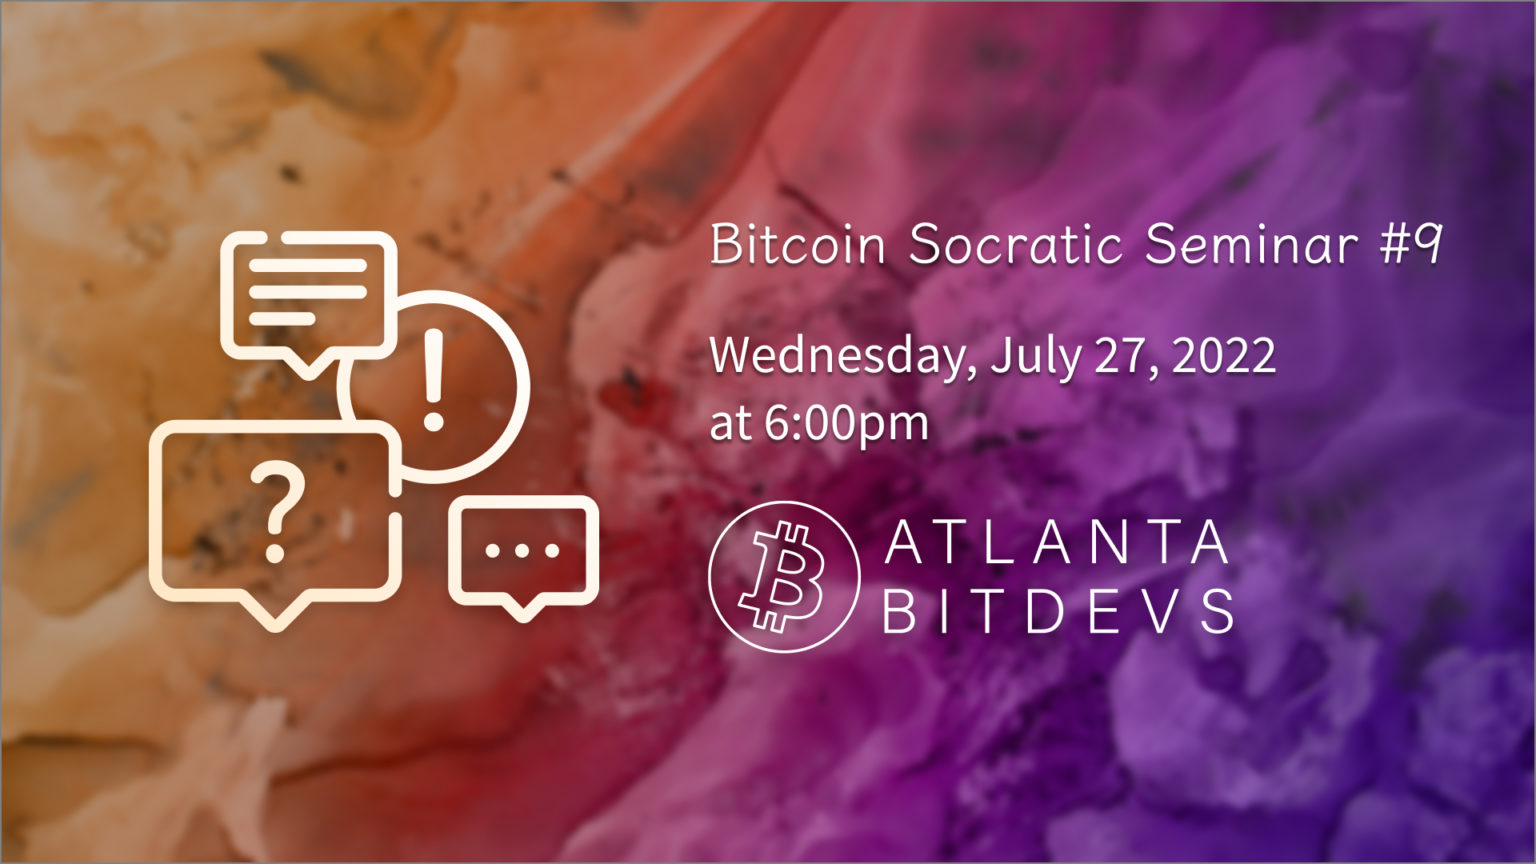 Bitcoin Socratic Seminar #9
Wednesday, July 27, 2022
at 6:00pm
ATLANTA
BITDEVS